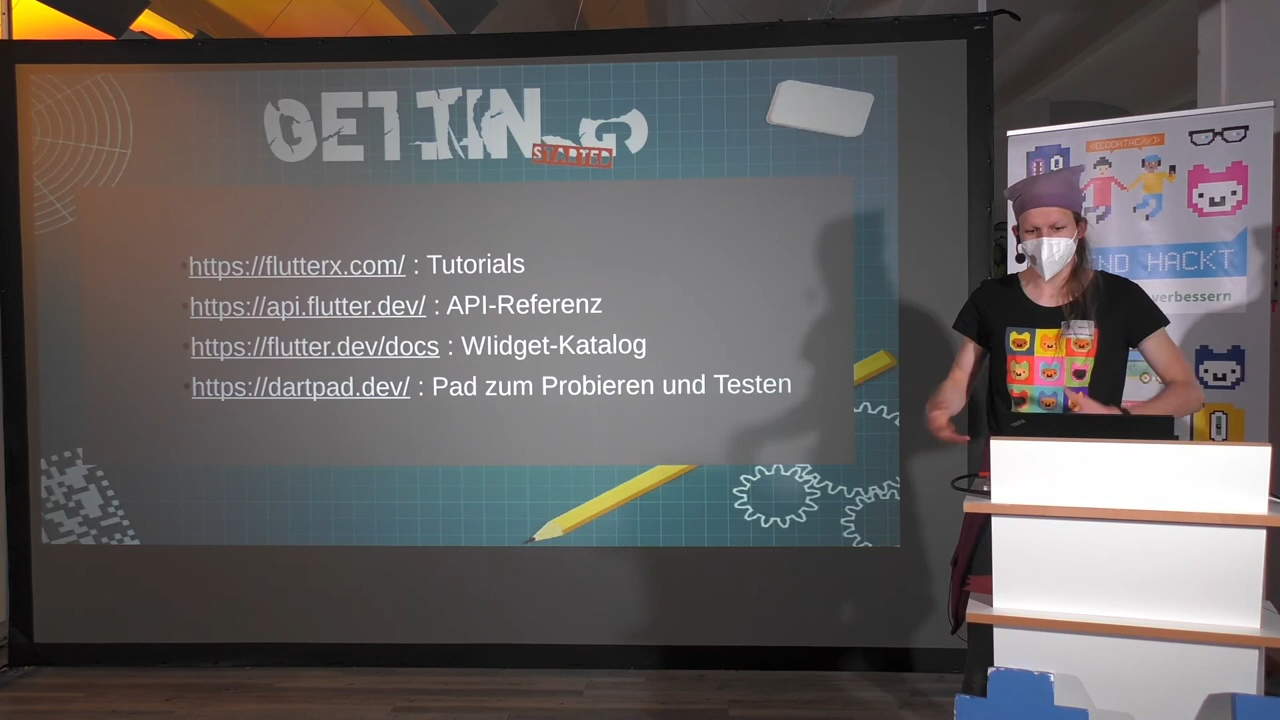 GETTING
STARTED
https://flutterx.com/ : Tutorials
https://api.flutter.dev/ : API-Referenz
https://flutter.dev/docs : Wlidget-Katalog
https://dartpad.dev/ : Pad zum Probieren und Testen
HACKT
verbessern